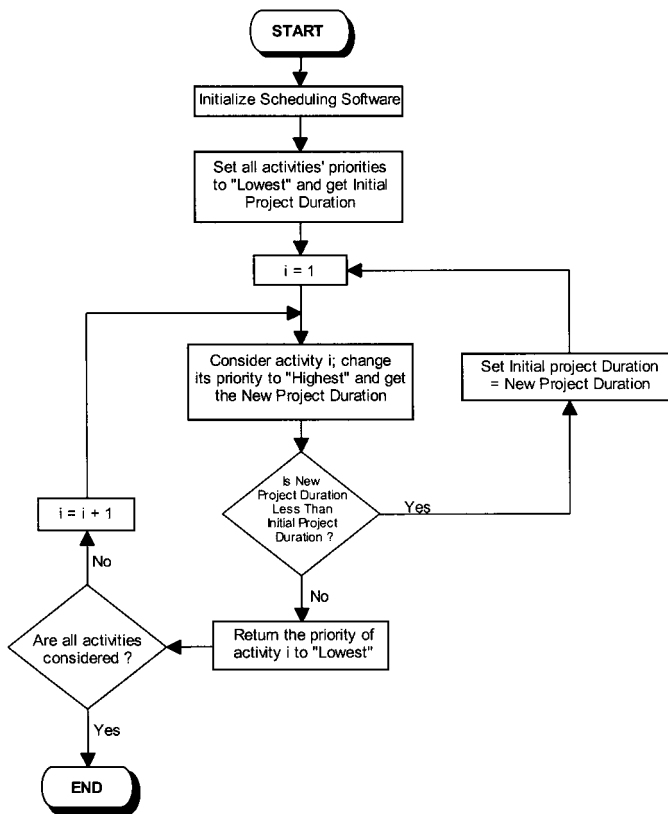 START
Initialize Scheduling Software
Set all activities' priorities
to "Lowest" and get Initial
Project Duration
i = 1
Consider activity i; change
its priority to "Highest" and get
the New Project Duration
Set Initial project Duration
= New Project Duration
Is New
Project Duration
Less Than
Initial Project
Duration ?
Yes
i = i + 1
No
No
Return the priority of
activity i to "Lowest"
Are all activities
considered ?
Yes
END